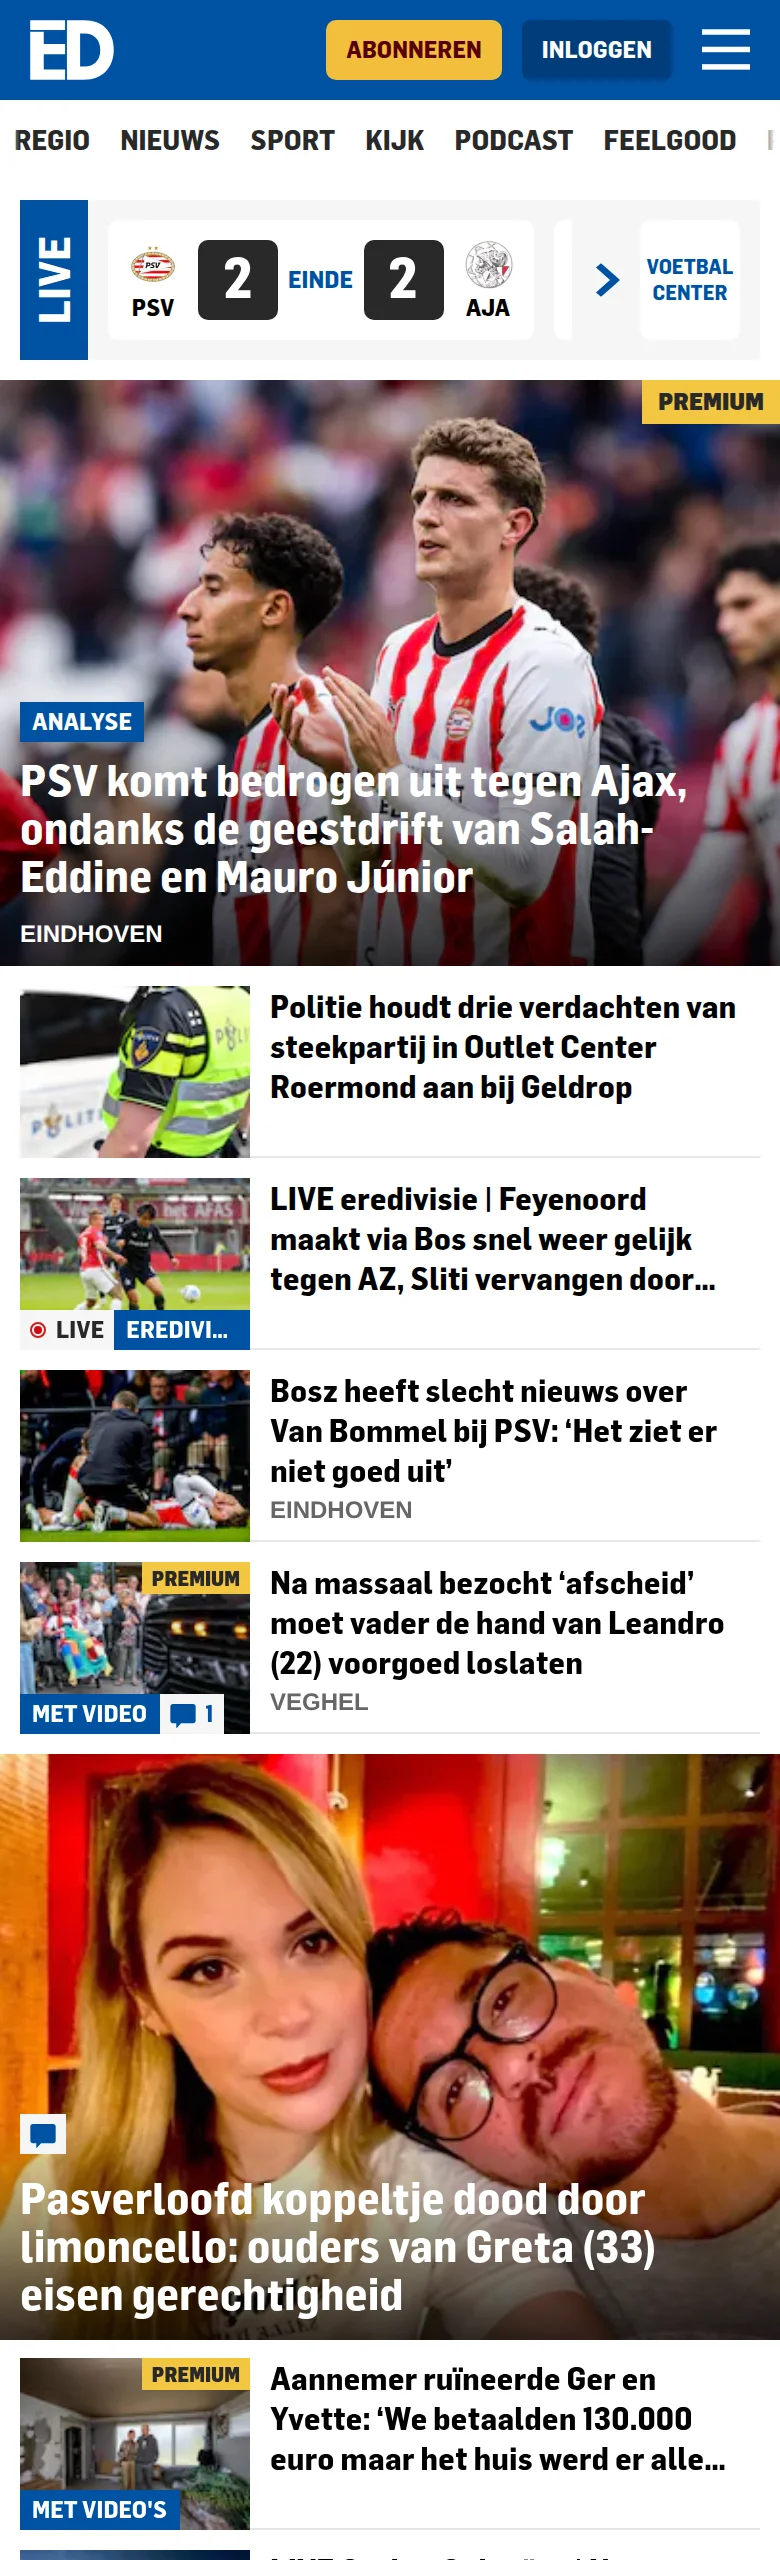 ED
ABONNEREN
INLOGGEN
REGIO NIEUWS SPORT KIJK PODCAST FEELGOOD
LIVE
PSV
2
EINDE
2
AJA
VOETBAL
CENTER
PREMIUM
ANALYSE
PSV komt bedrogen uit tegen Ajax,
ondanks de geestdrift van Salah-
Eddine en Mauro Júnior
EINDHOVEN
Politie houdt drie verdachten van
steekpartij in Outlet Center
Roermond aan bij Geldrop
LIVE eredivisie | Feyenoord
maakt via Bos snel weer gelijk
tegen AZ, Sliti vervangen door...
LIVE
EREDIVI...
Bosz heeft slecht nieuws over
Van Bommel bij PSV: ‘Het ziet er
niet goed uit’
EINDHOVEN
PREMIUM
Na massaal bezocht ‘afscheid’
moet vader de hand van Leandro
(22) voorgoed loslaten
VEGHEL
MET VIDEO
1
Pasverloofd koppeltje dood door
limoncello: ouders van Greta (33)
eisen gerechtigheid
PREMIUM
Aannemer ruïneerde Ger en
Yvette: ‘We betaalden 130.000
euro maar het huis werd er alle...
MET VIDEO'S